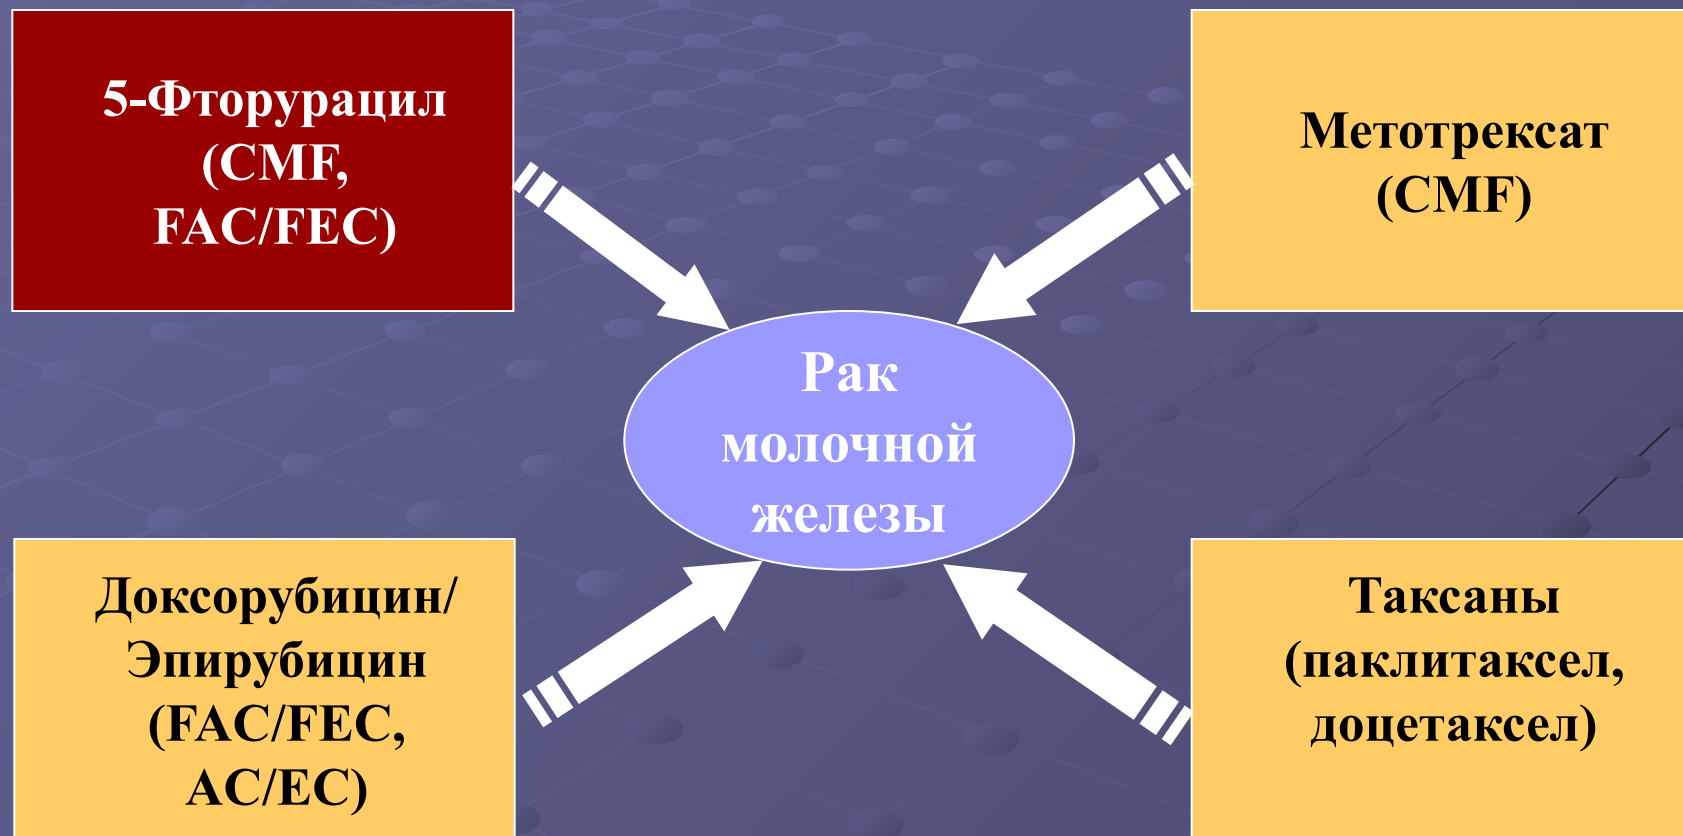 5-Фторурацил
(CMF,
FAC/FEC)
Метотрексат
(CMF)
Рак
молочной
железы
Доксорубицин/
Эпирубицин
(FAC/FEC,
AC/EC)
Таксаны
(паклитаксел,
доцетаксел)